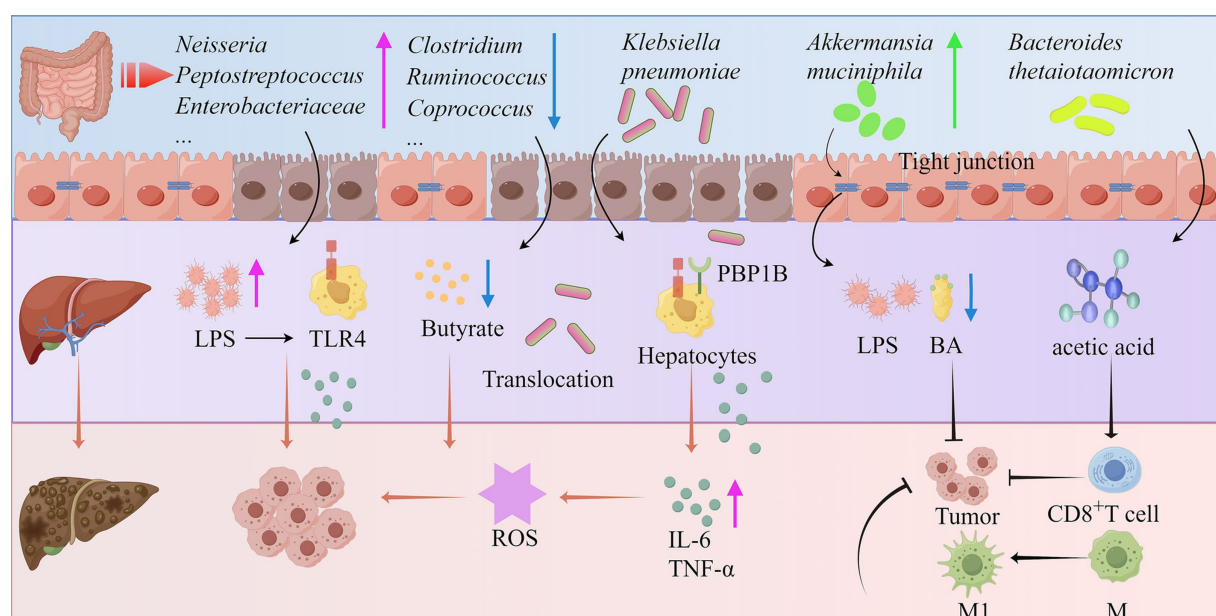 Neisseria
Peptostreptococcus
Enterobacteriaceae
...
Clostridium
Ruminococcus
Coprococcus
...
Klebsiella
pneumoniae
Akkermansia
muciniphila
Bacteroides
thetaiotaomicron
Tight junction
LPS
TLR4
Butyrate
Translocation
PBP1B
Hepatocytes
LPS
BA
acetic acid
ROS
IL-6
TNF-α
Tumor
CD8⁺T cell
M1
M